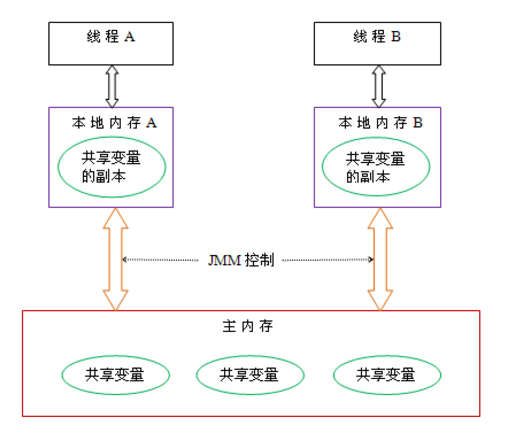 线程 A
线程 B
本地内存 A
本地内存 B
共享变量
的副本
共享变量
的副本
JMM 控制
主内存
共享变量
共享变量
共享变量